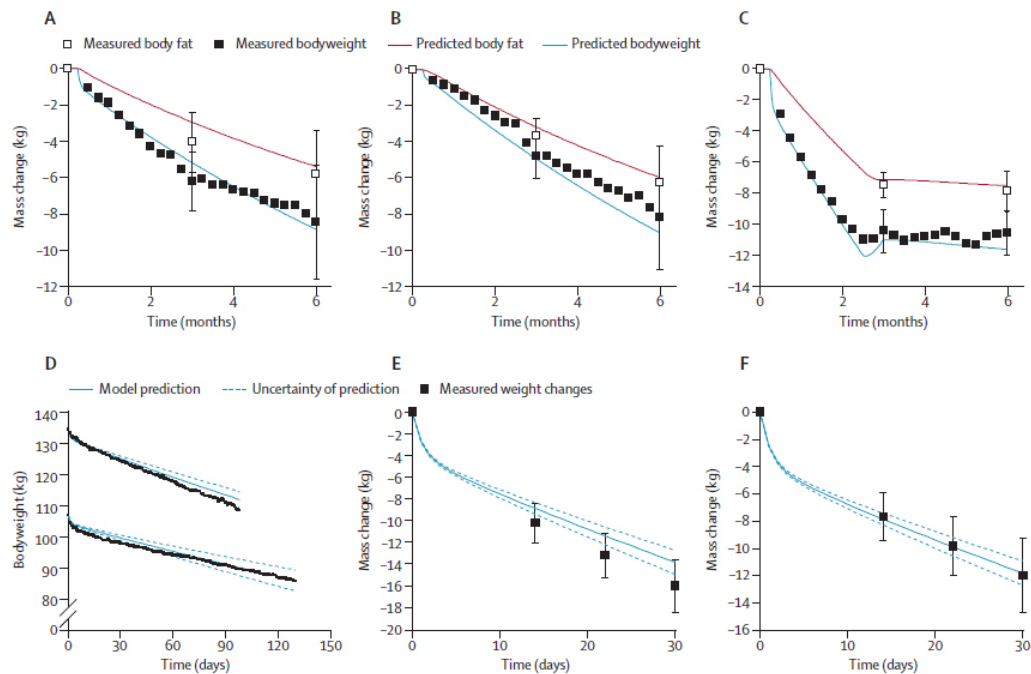 A B C
Measured body fat Measured bodyweight Predicted body fat Predicted bodyweight
0
–2
–4
–6
–8
–10
–12
Mass change (kg)
0 2 4 6
Time (months)
0
–2
–4
–6
–8
–10
–12
Mass change (kg)
0 2 4 6
Time (months)
0
–2
–4
–6
–8
–10
–12
–14
Mass change (kg)
0 2 4 6
Time (months)
D E F
Model prediction Uncertainty of prediction Measured weight changes
140
130
120
110
100
90
80
0
Bodyweight (kg)
0 30 60 90 120 150
Time (days)
0
–2
–4
–6
–8
–10
–12
–14
–16
–18
–20
Mass change (kg)
0 10 20 30
Time (days)
0
–2
–4
–6
–8
–10
–12
–14
–16
Mass change (kg)
0 10 20 30
Time (days)